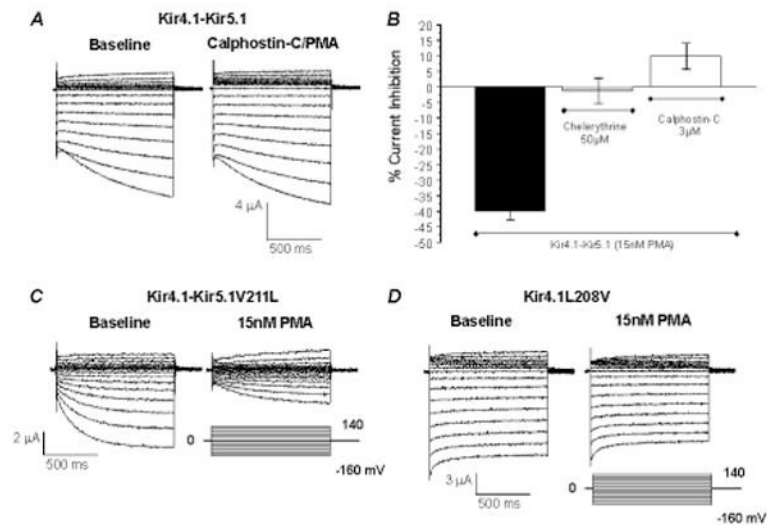 A
Kir4.1-Kir5.1
Baseline
Calphostin-C/PMA
4 µA
500 ms
B
% Current Inhibition
20
15
10
5
0
-5
-10
-15
-20
-25
-30
-35
-40
-45
-50
Chelerythrine
50µM
Calphostin-C
3µM
Kir4.1-Kir5.1 (15nM PMA)
C
Kir4.1-Kir5.1V211L
Baseline
15nM PMA
2 µA
500 ms
0
140
-160 mV
D
Kir4.1L208V
Baseline
15nM PMA
3 µA
500 ms
0
140
-160 mV